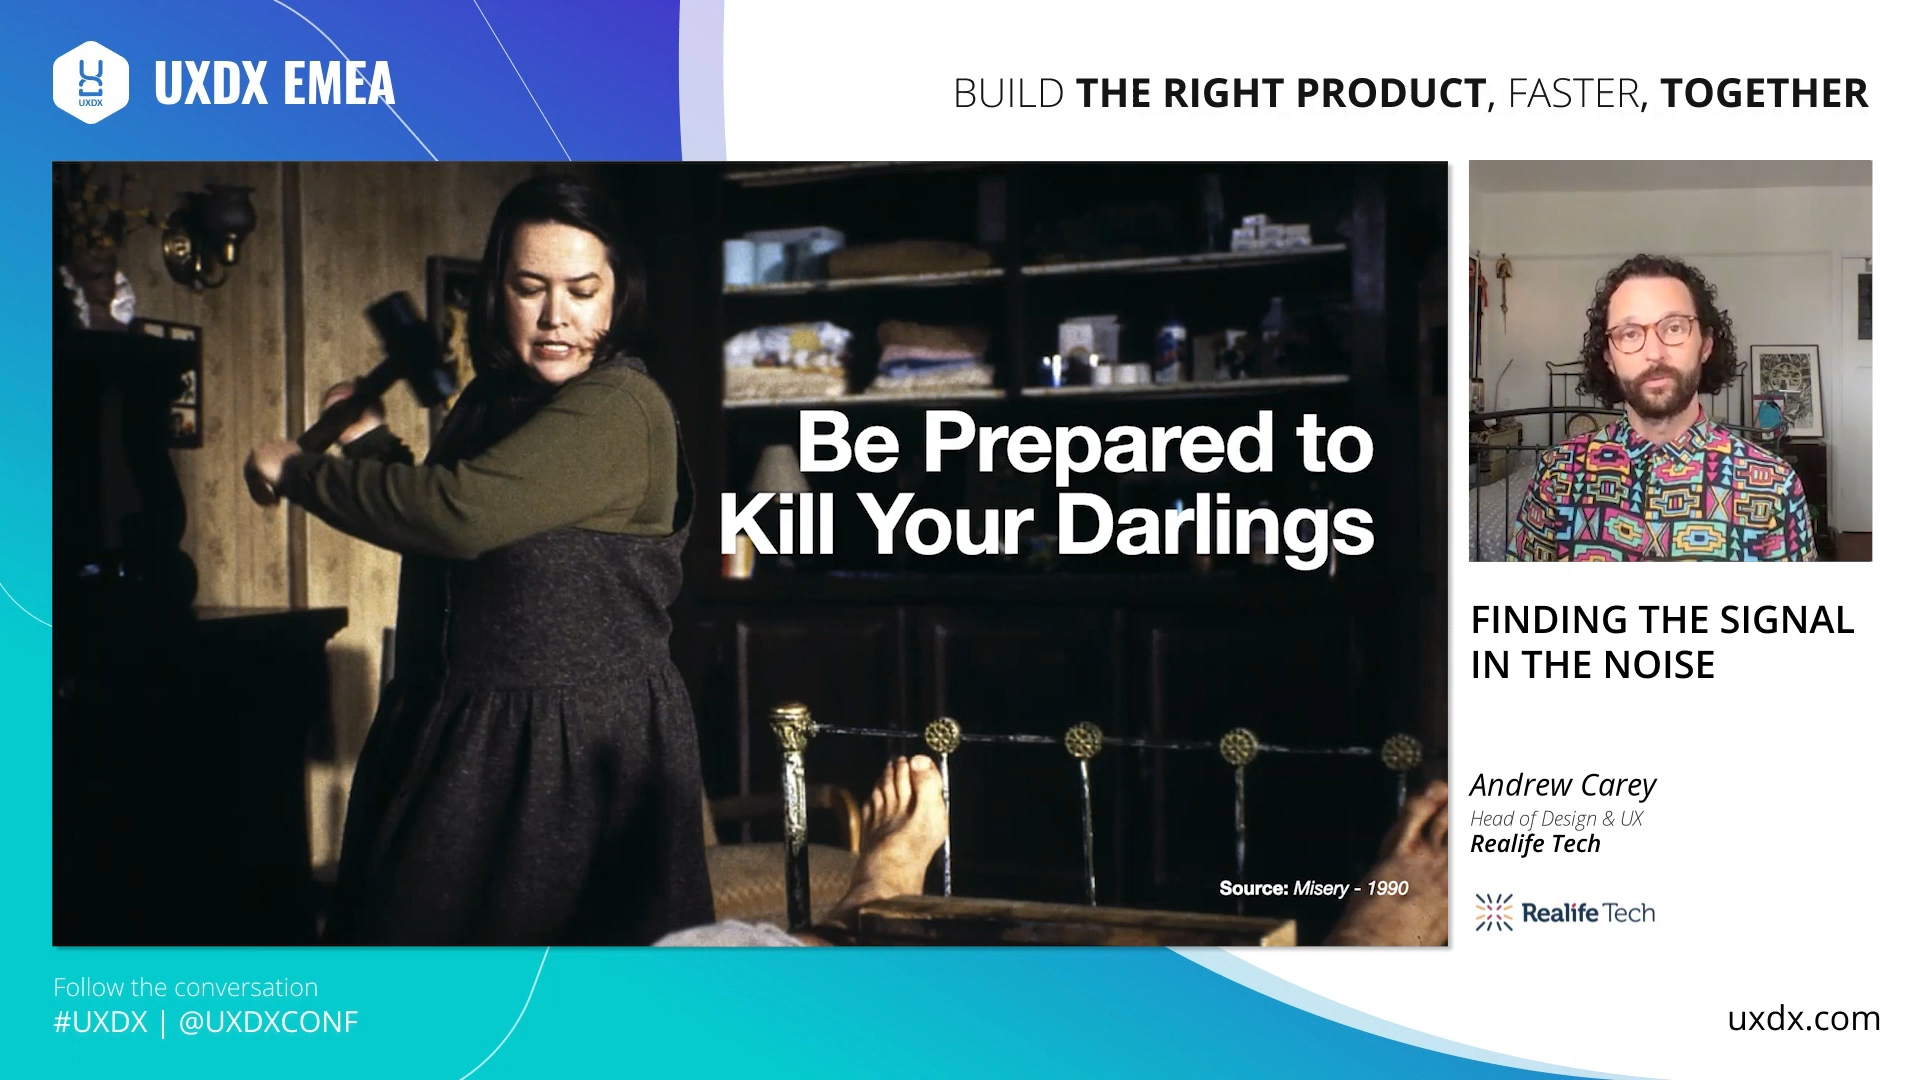 UXDX
UXDX EMEA
BUILD THE RIGHT PRODUCT, FASTER, TOGETHER
Be Prepared to
Kill Your Darlings
Source: Misery - 1990
FINDING THE SIGNAL
IN THE NOISE
Andrew Carey
Head of Design & UX
Realife Tech
Realife Tech
Follow the conversation
#UXDX | @UXDXCONF
uxdx.com